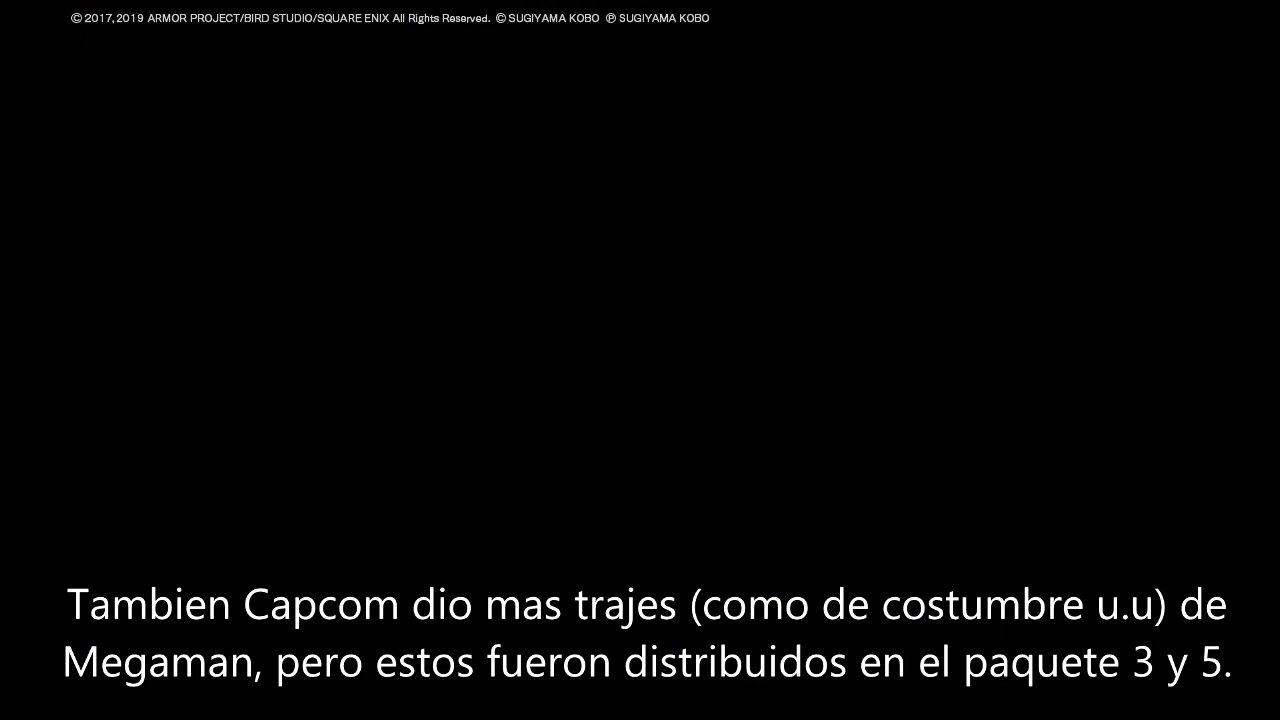 © 2017, 2019 ARMOR PROJECT/BIRD STUDIO/SQUARE ENIX All Rights Reserved. © SUGIYAMA KOBO ℗ SUGIYAMA KOBO
Tambien Capcom dio mas trajes (como de costumbre u.u) de
Megaman, pero estos fueron distribuidos en el paquete 3 y 5.